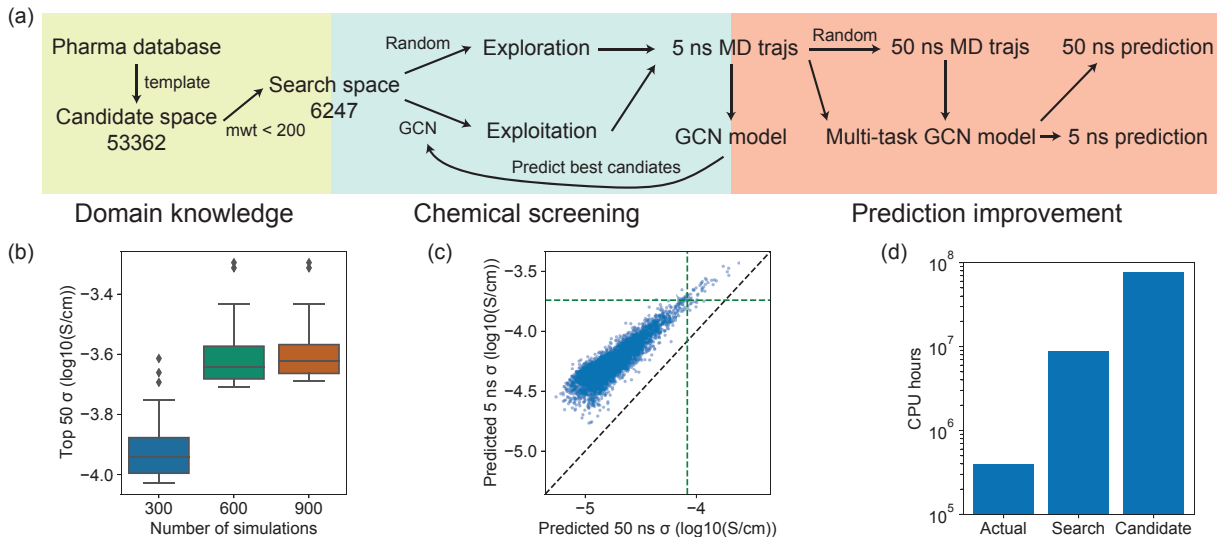 (a)
Pharma database
template
Candidate space
53362
mwt < 200
Search space
6247
Random
GCN
Exploration
Exploitation
5 ns MD trajs
GCN model
Predict best candiates
Random
50 ns MD trajs
Multi-task GCN model
50 ns prediction
5 ns prediction
Domain knowledge
Chemical screening
Prediction improvement
(b)
Top 50 σ (log10(S/cm))
−3.4
−3.6
−3.8
−4.0
300 600 900
Number of simulations
(c)
Predicted 5 ns σ (log10(S/cm))
−3.5
−4.0
−4.5
−5.0
−5 −4
Predicted 50 ns σ (log10(S/cm))
(d)
CPU hours
10^8
10^7
10^6
10^5
Actual Search Candidate